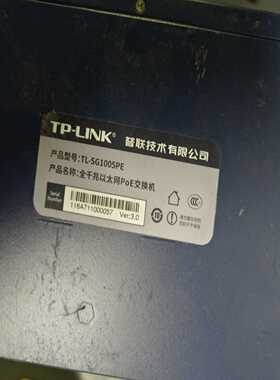 TP-LINK® 普联技术有限公司
产品型号:TL-SG1005PE
产品名称:全千兆以太网PoE交换机
Serial Number
116A711000057 Ver:3.0